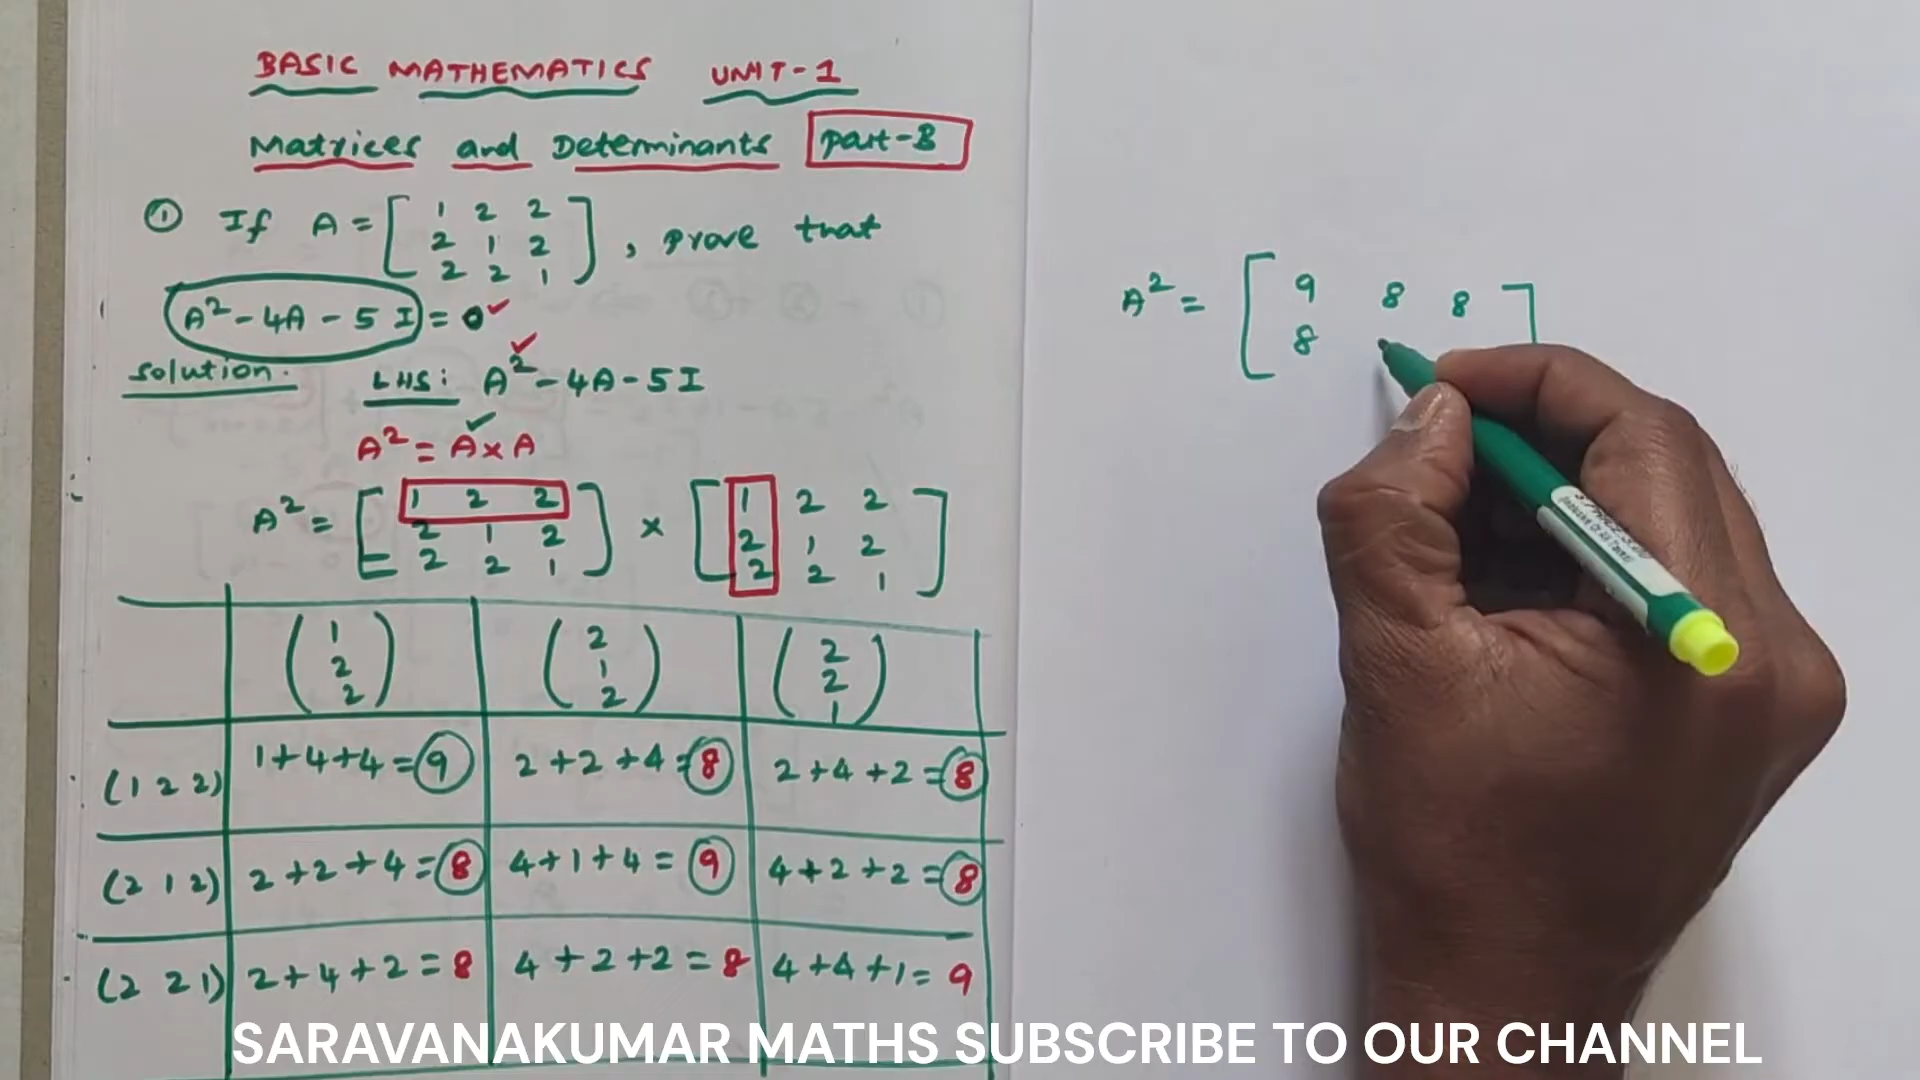 BASIC MATHEMATICS UNIT-1
Matrices and Determinants part-B
① If A = [ 1 2 2
2 1 2
2 2 1 ] , prove that
A² - 4A - 5 I = 0 ✓
Solution. LHS: A² - 4A - 5 I
A² = A × A
A² = [ 1 2 2 ] × [ 1 2 2 ]
2 1 2 2 1 2
2 2 1 2 2 1
( 1 2 2 ) ( 2 1 2 ) ( 2 2 1 )
(1 2 2) 1+4+4 = 9 2+2+4 = 8 2+4+2 = 8
(2 1 2) 2+2+4 = 8 4+1+4 = 9 4+2+2 = 8
(2 2 1) 2+4+2 = 8 4+2+2 = 8 4+4+1 = 9
A² = [ 9 8 8 ]
8
SARAVANAKUMAR MATHS SUBSCRIBE TO OUR CHANNEL